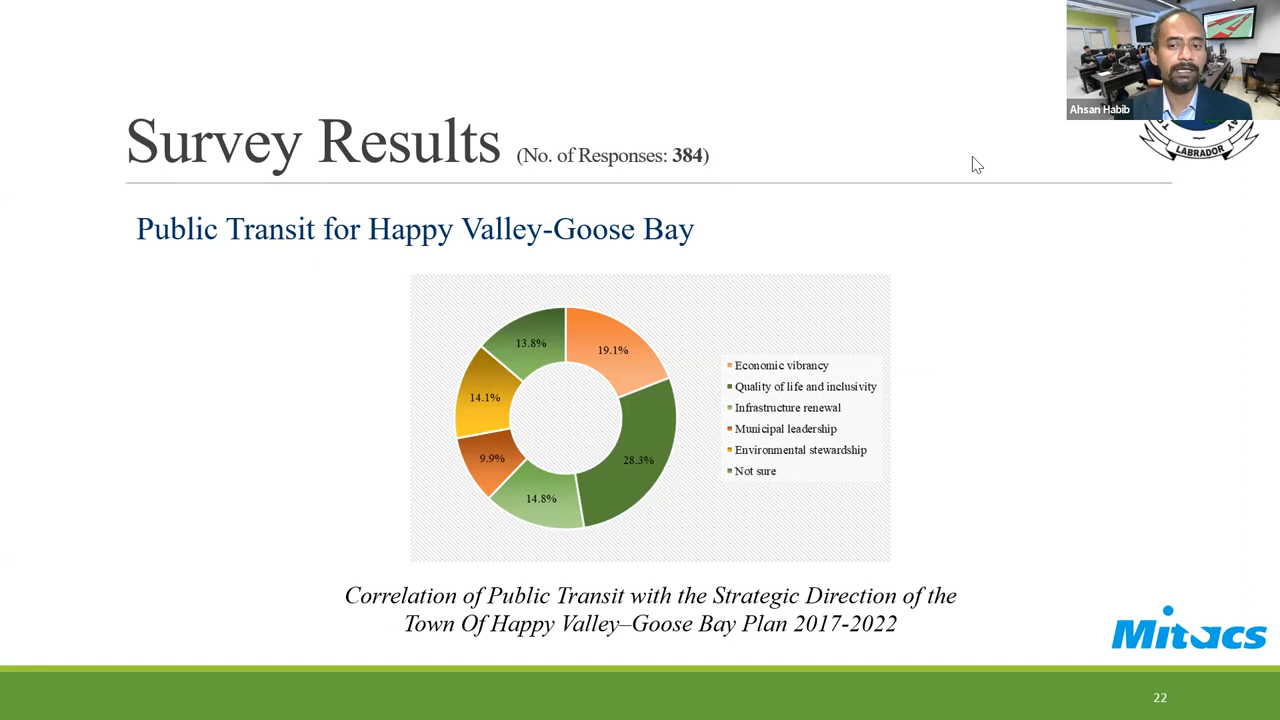 Ahsan Habib
LABRADOR
Survey Results (No. of Responses: 384)
Public Transit for Happy Valley-Goose Bay
13.8%
19.1%
14.1%
9.9%
28.3%
14.8%
Economic vibrancy
Quality of life and inclusivity
Infrastructure renewal
Municipal leadership
Environmental stewardship
Not sure
Correlation of Public Transit with the Strategic Direction of the
Town Of Happy Valley–Goose Bay Plan 2017-2022
Mitacs
22